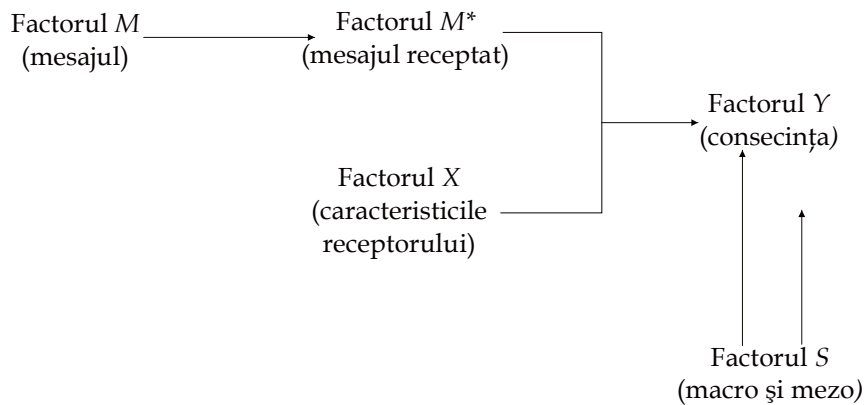 Factorul M
(mesajul)
Factorul M*
(mesajul receptat)
Factorul Y
(consecința)
Factorul X
(caracteristicile
receptorului)
Factorul S
(macro şi mezo)